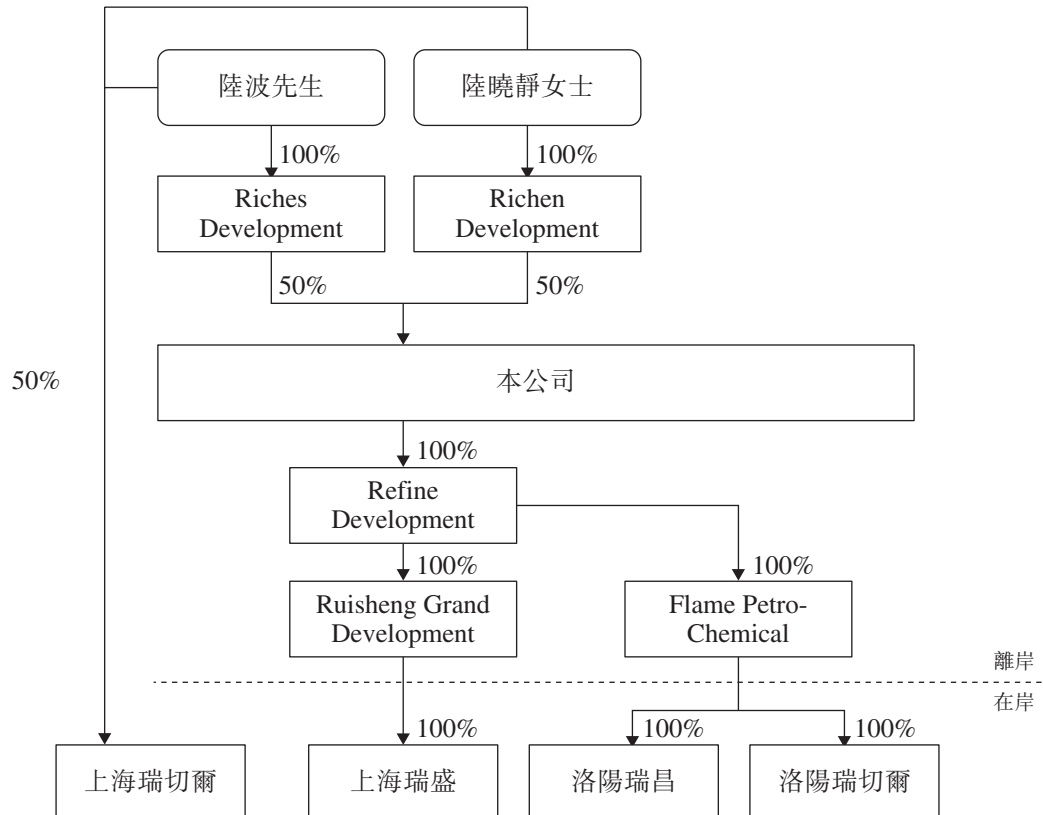 陸波先生
陸曉靜女士
100%
100%
Riches
Development
Richen
Development
50%
50%
50%
本公司
100%
Refine
Development
100%
100%
Ruisheng Grand
Development
Flame Petro-
Chemical
離岸
在岸
100%
100%
100%
上海瑞切爾
上海瑞盛
洛陽瑞昌
洛陽瑞切爾